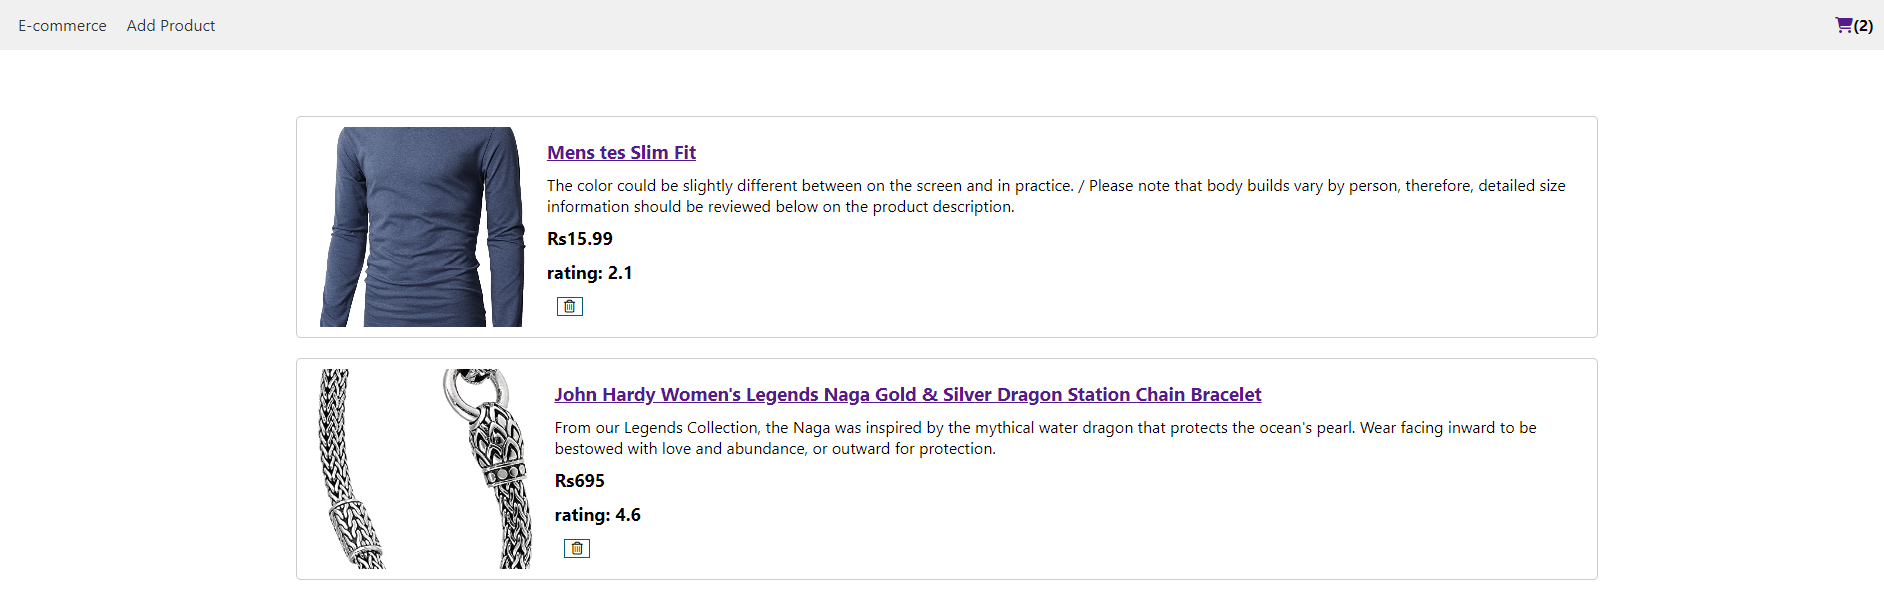 E-commerce Add Product (2)
Mens tes Slim Fit
The color could be slightly different between on the screen and in practice. / Please note that body builds vary by person, therefore, detailed size
information should be reviewed below on the product description.
Rs15.99
rating: 2.1
John Hardy Women's Legends Naga Gold & Silver Dragon Station Chain Bracelet
From our Legends Collection, the Naga was inspired by the mythical water dragon that protects the ocean's pearl. Wear facing inward to be
bestowed with love and abundance, or outward for protection.
Rs695
rating: 4.6